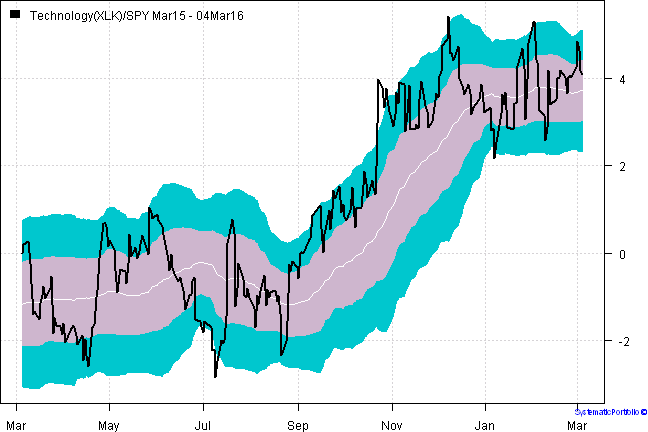 Technology(XLK)/SPY Mar15 - 04Mar16
4
2
0
-2
SystematicPortfolio ©
Mar May Jul Sep Nov Jan Mar